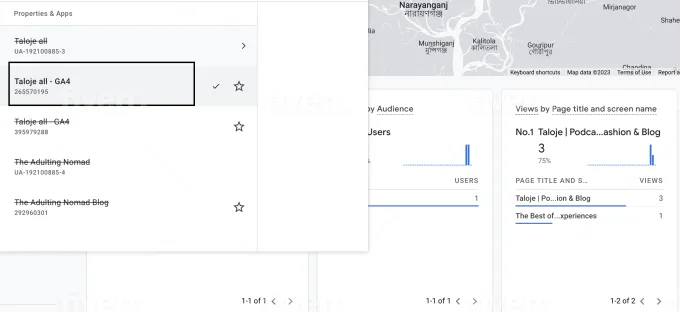 Properties & Apps
Taloje all
UA-192100885-3
Taloje all - GA4
265570195
Taloje all - GA4
395979288
The Adulting Nomad
UA-192100885-4
The Adulting Nomad Blog
292960301
Narayanganj
নারায়ণগঞ্জ
Mirjanagar
Munshiganj
মুন্সিগঞ্জ
Kalitola
Gouripur
গৌরীপুর
Chandina
Keyboard shortcuts
Map data ©2023
Terms of Use
by Audience
Users
%
USERS
1
1-1 of 1
1-1 of 1
Views by Page title and screen name
No.1 Taloje | Podca...ashion & Blog
3
75%
PAGE TITLE AND S... VIEWS
Taloje | Po...ion & Blog 3
The Best of...xperiences 1
1-2 of 2